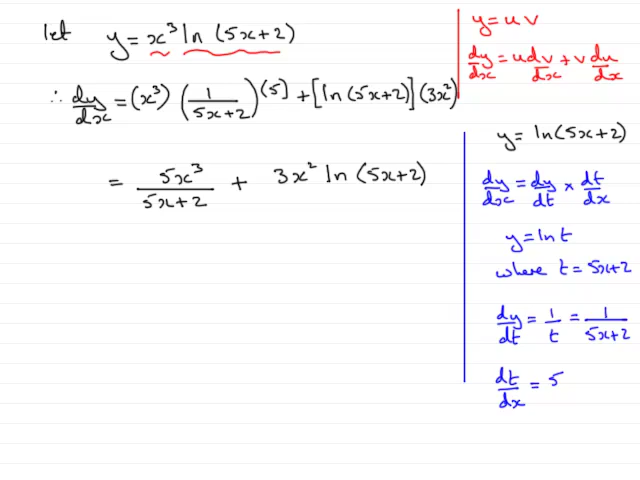 let y = x³ ln (5x+2)
∴ dy/dx = (x³) (1/(5x+2)) (5) + [ln (5x+2)] (3x²)
= 5x³/(5x+2) + 3x² ln (5x+2)
y = u v
dy/dx = u dv/dx + v du/dx
y = ln (5x+2)
dy/dx = dy/dt × dt/dx
y = ln t
where t = 5x+2
dy/dt = 1/t = 1/(5x+2)
dt/dx = 5